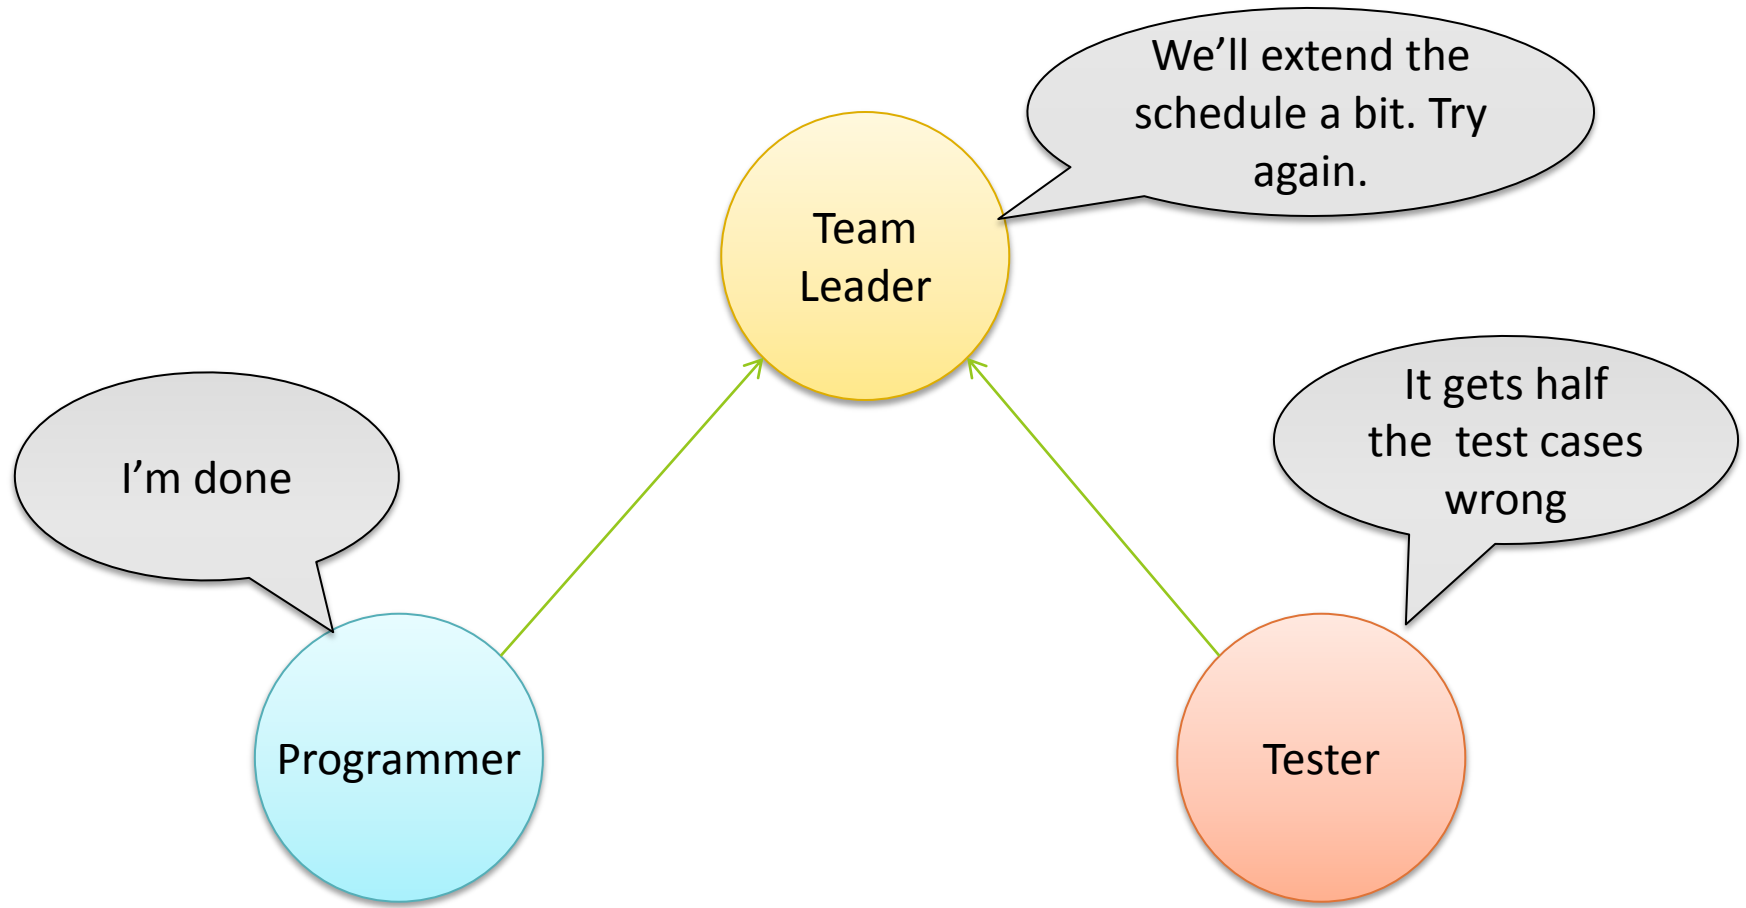 We’ll extend the
schedule a bit. Try
again.
Team
Leader
It gets half
the  test cases
wrong
I’m done
Programmer
Tester